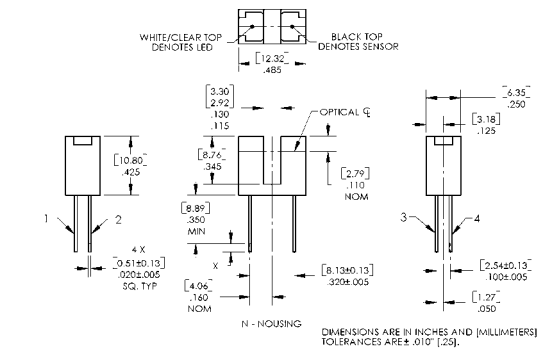 WHITE/CLEAR TOP
DENOTES LED
BLACK TOP
DENOTES SENSOR
[12.32]
.485
[3.30
2.92]
.130
.115
OPTICAL ℄
[6.35]
.250
[3.18]
.125
[10.80]
.425
[8.76]
.345
[2.79]
.110
NOM
[8.89]
.350
MIN
1
2
3
4
4 X
[0.51±0.13]
.020±.005
SQ. TYP
X
[8.13±0.13]
.320±.005
[2.54±0.13]
.100±.005
[4.06]
.160
NOM
[1.27]
.050
N - NOUSING
DIMENSIONS ARE IN INCHES AND [MILLIMETERS]
TOLERANCES ARE ± .010" [.25].